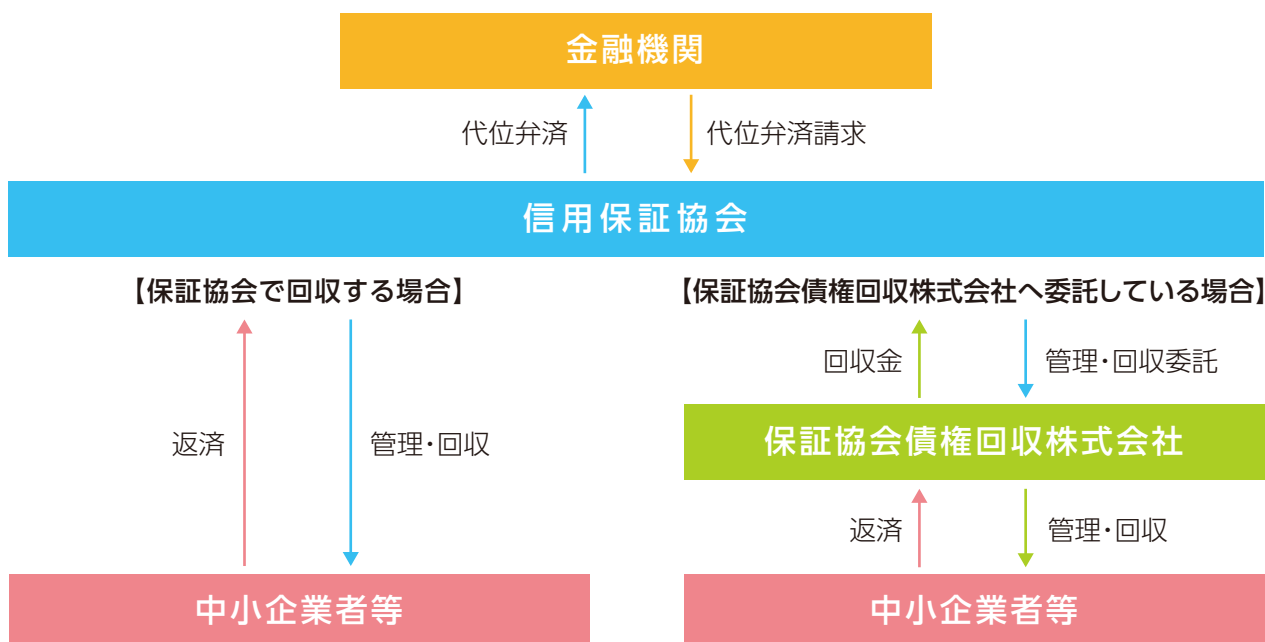 金融機関
代位弁済
代位弁済請求
信用保証協会
【保証協会で回収する場合】
返済
管理・回収
中小企業者等
【保証協会債権回収株式会社へ委託している場合】
回収金
管理・回収委託
保証協会債権回収株式会社
返済
管理・回収
中小企業者等